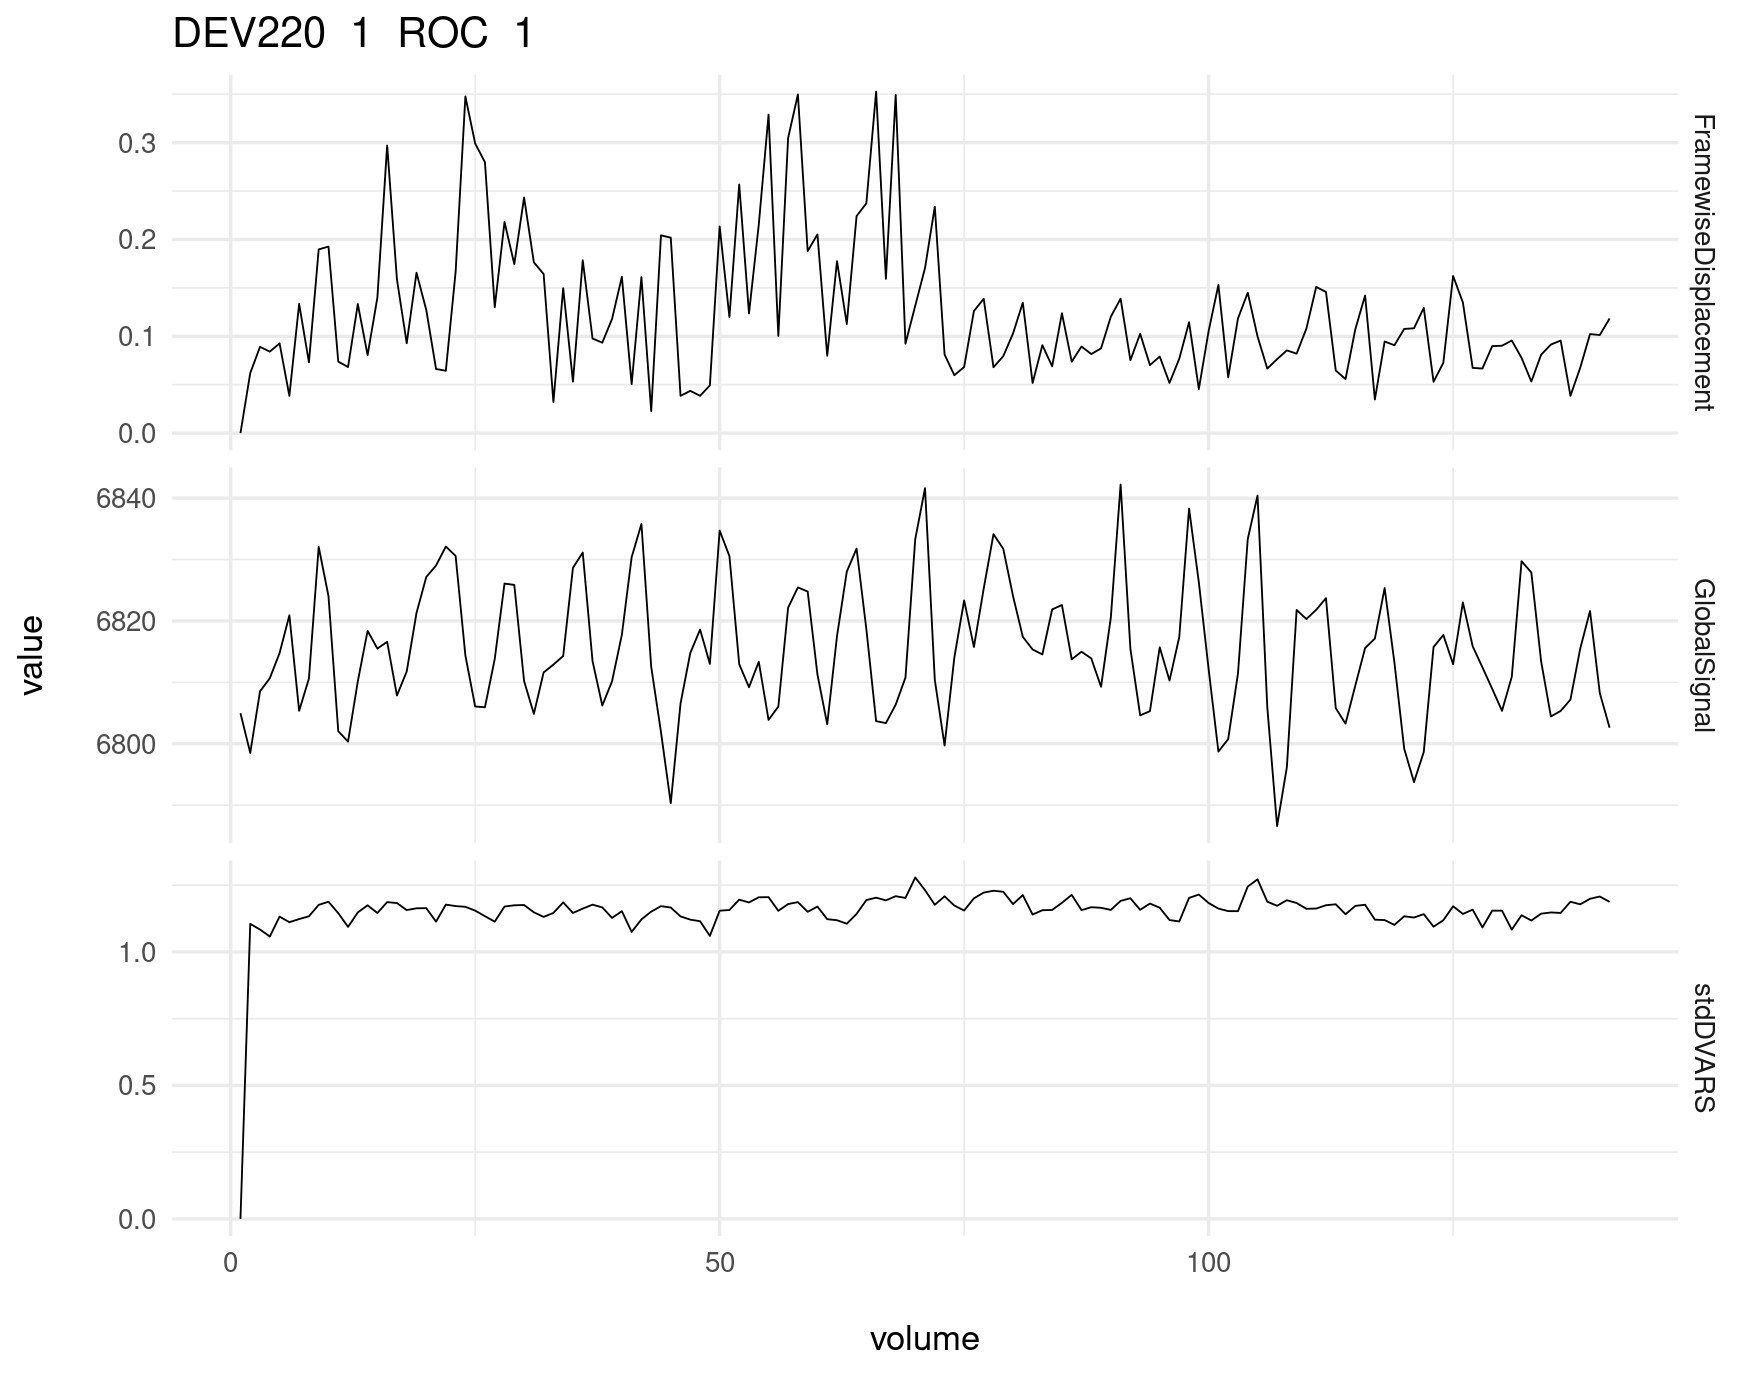 DEV220 1 ROC 1
0.3
0.2
0.1
0.0
FramewiseDisplacement
6840
6820
6800
GlobalSignal
value
1.0
0.5
0.0
stdDVARS
0 50 100
volume